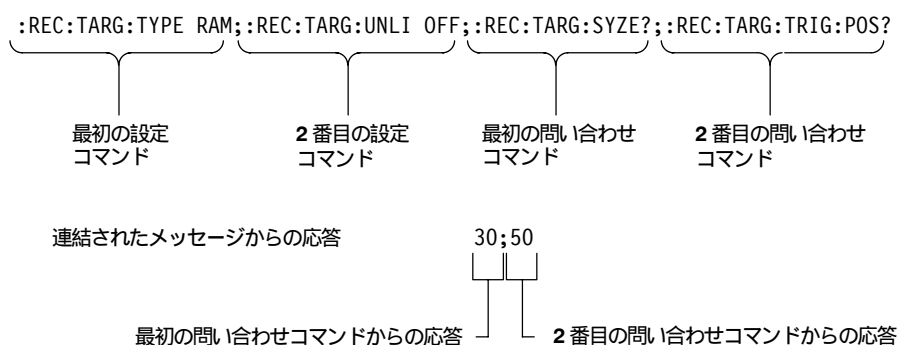 :REC:TARG:TYPE RAM;:REC:TARG:UNLI OFF;:REC:TARG:SYZE?;:REC:TARG:TRIG:POS?
最初の設定
コマンド
2 番目の設定
コマンド
最初の問い合わせ
コマンド
2 番目の問い合わせ
コマンド
連結されたメッセージからの応答
30;50
最初の問い合わせコマンドからの応答
2 番目の問い合わせコマンドからの応答